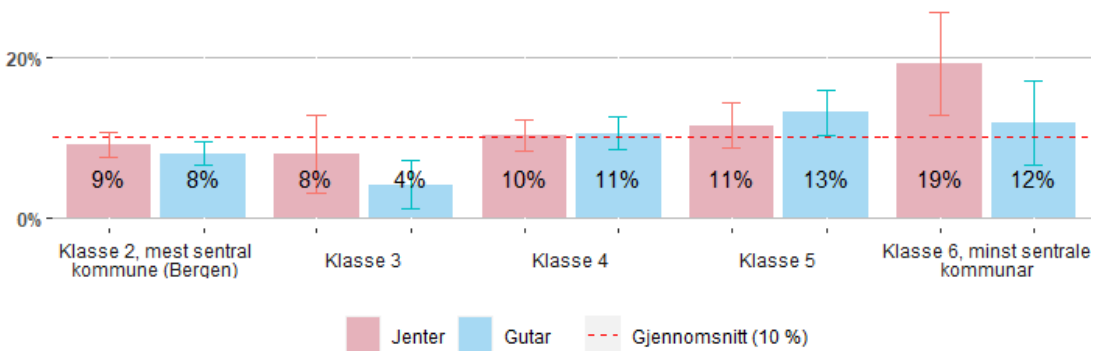 20%
0%
9%
8%
8%
4%
10%
11%
11%
13%
19%
12%
Klasse 2, mest sentral
kommune (Bergen)
Klasse 3
Klasse 4
Klasse 5
Klasse 6, minst sentrale
kommunar
Jenter
Gutar
Gjennomsnitt (10 %)